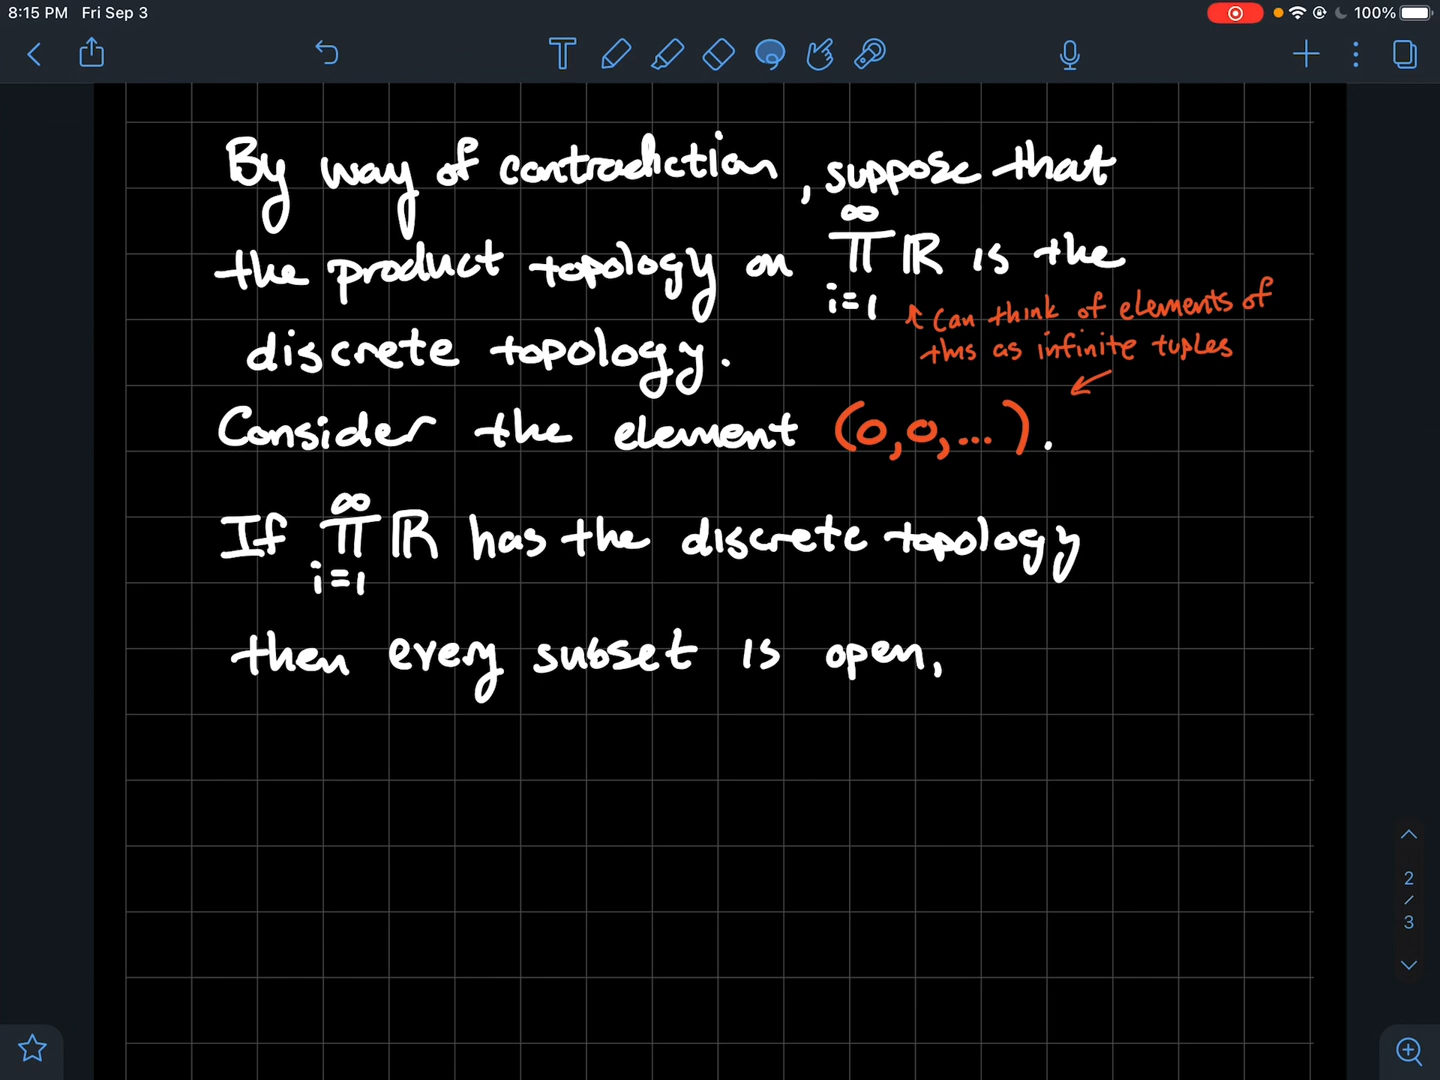 8:15 PM Fri Sep 3
100%
By way of contradiction, suppose that
the product topology on ∞∏i=1 ℝ is the
↑ Can think of elements of
this as infinite tuples
discrete topology.
Consider the element (0,0,...).
If ∞∏i=1 ℝ has the discrete topology
then every subset is open,
2
/
3